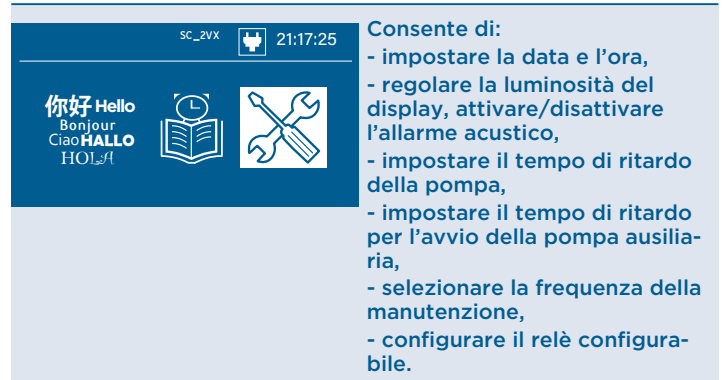 SC_2VX 21:17:25
你好 Hello
Bonjour
Ciao HALLO
HOLA
Consente di:
- impostare la data e l'ora,
- regolare la luminosità del
display, attivare/disattivare
l'allarme acustico,
- impostare il tempo di ritardo
della pompa,
- impostare il tempo di ritardo
per l'avvio della pompa ausilia-
ria,
- selezionare la frequenza della
manutenzione,
- configurare il relè configura-
bile.